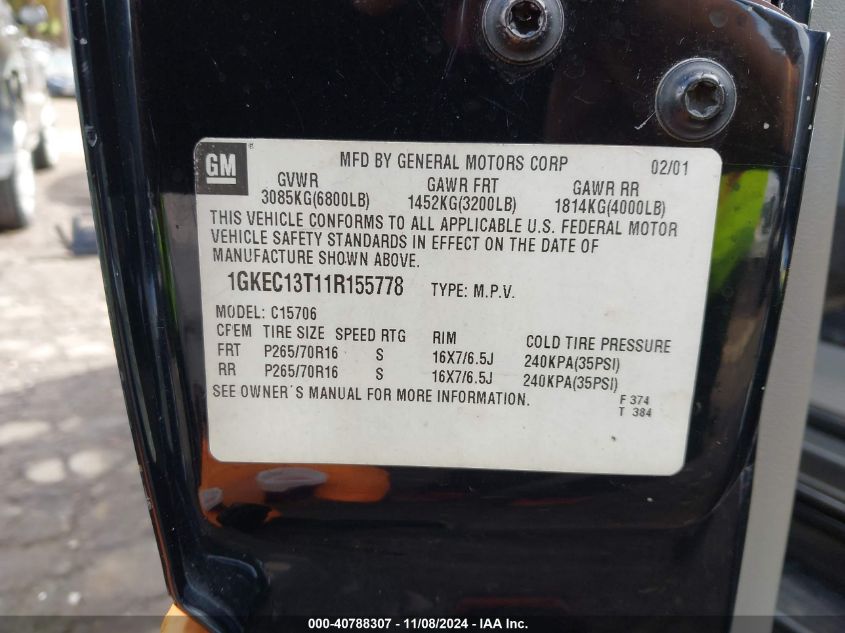 GM ® MFD BY GENERAL MOTORS CORP 02/01
GVWR GAWR FRT GAWR RR
3085KG(6800LB) 1452KG(3200LB) 1814KG(4000LB)
THIS VEHICLE CONFORMS TO ALL APPLICABLE U.S. FEDERAL MOTOR
VEHICLE SAFETY STANDARDS IN EFFECT ON THE DATE OF
MANUFACTURE SHOWN ABOVE.
1GKEC13T11R155778 TYPE: M.P.V.
MODEL: C15706
CFEM TIRE SIZE SPEED RTG RIM COLD TIRE PRESSURE
FRT P265/70R16 S 16X7/6.5J 240KPA(35PSI)
RR P265/70R16 S 16X7/6.5J 240KPA(35PSI)
SEE OWNER'S MANUAL FOR MORE INFORMATION.
F 374
T 384
000-40788307 - 11/08/2024 - IAA Inc.